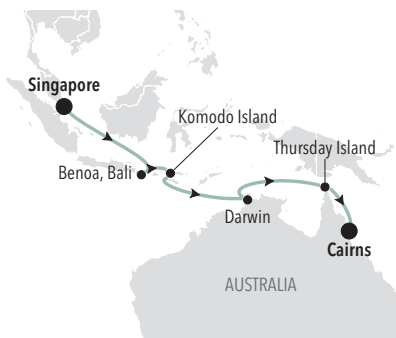 Singapore
Komodo Island
Thursday Island
Benoa, Bali
Darwin
Cairns
AUSTRALIA